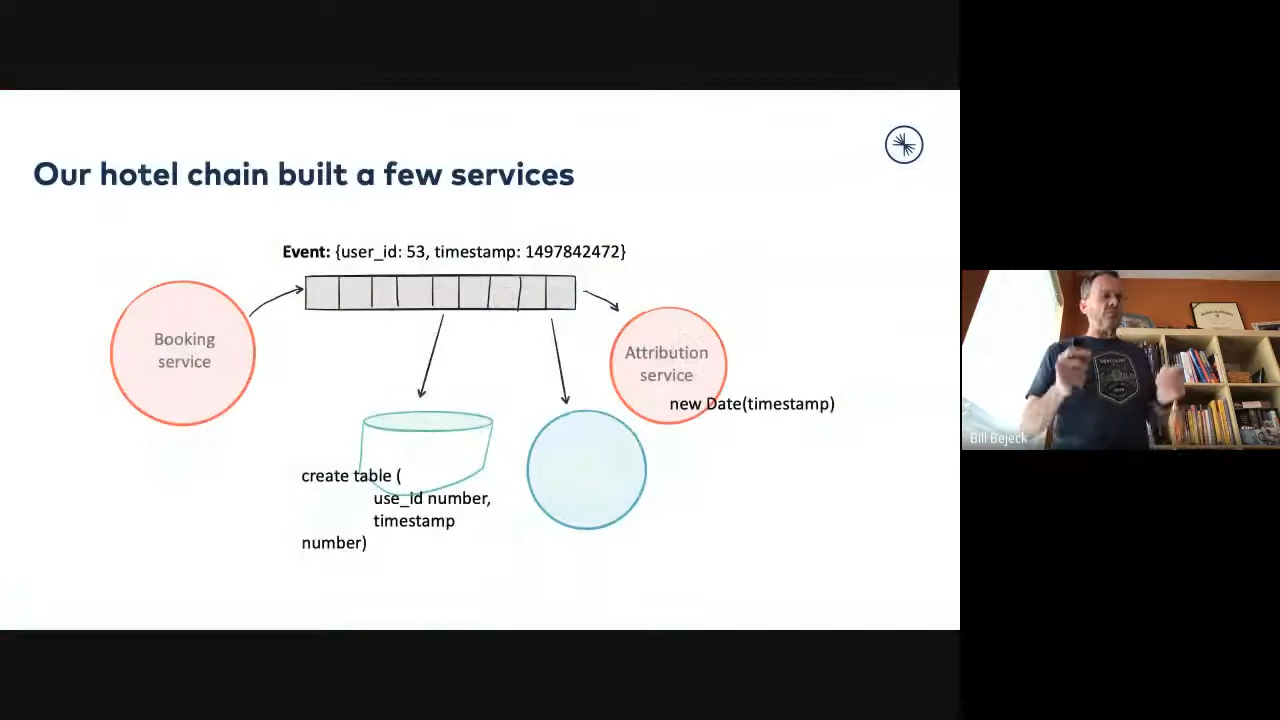 Our hotel chain built a few services
Event: {user_id: 53, timestamp: 1497842472}
Booking
service
Attribution
service
new Date(timestamp)
create table (
use_id number,
timestamp
number)
Bill Bejeck